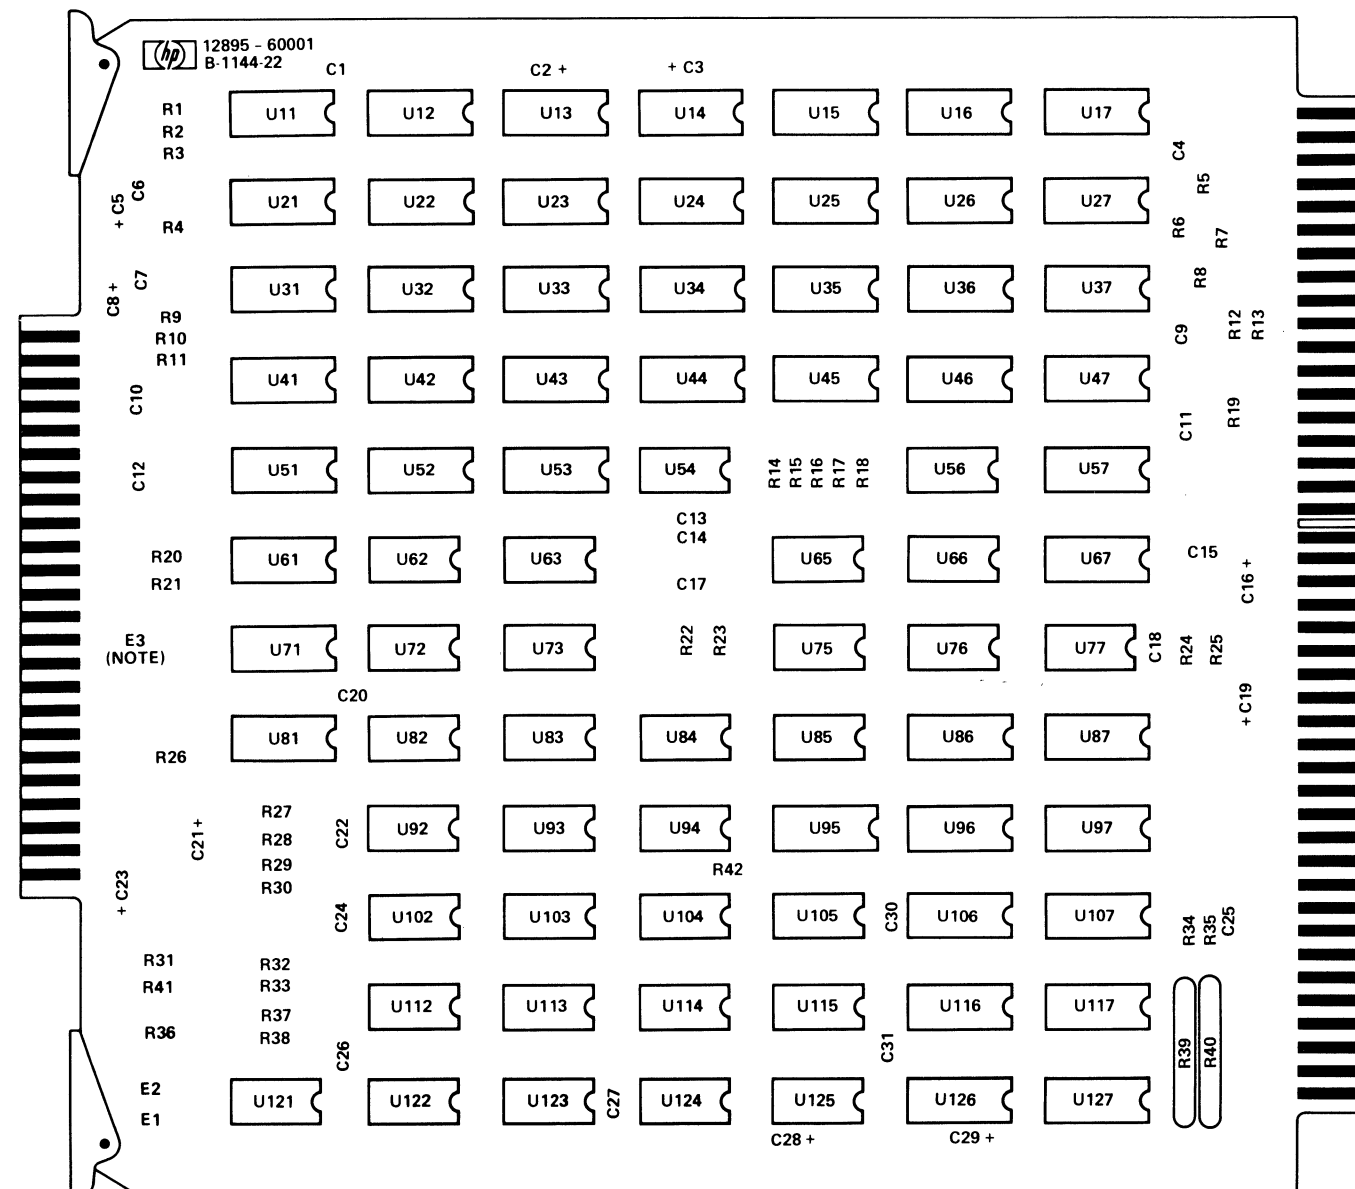 hp 12895 - 60001
B-1144-22
C1 C2 + + C3
R1 U11 U12 U13 U14 U15 U16 U17
R2
R3 C4
C6 R5
+ C5 U21 U22 U23 U24 U25 U26 U27
R4 R6 R7
C7 R8
C8 + U31 U32 U33 U34 U35 U36 U37
R9 R12 R13
R10 C9
R11
U41 U42 U43 U44 U45 U46 U47
C10 C11 R19
C12 U51 U52 U53 U54 R14 R15 R16 R17 R18 U56 U57
C13
C14
R20 U61 U62 U63 U65 U66 U67 C15
R21 C17 C16 +
E3 U71 U72 U73 R22 R23 U75 U76 U77 C18 R24 R25
(NOTE)
C20 + C19
U81 U82 U83 U84 U85 U86 U87
R26
R27
C21 + R28 C22 U92 U93 U94 U95 U96 U97
R29 R42
+ C23 R30
C24 U102 U103 U104 U105 C30 U106 U107 R34 R35 C25
R31 R32
R41 R33
U112 U113 U114 U115 U116 U117
R37
R36 R38
C26 C31 R39 R40
E2 U121 U122 U123 C27 U124 U125 U126 U127
E1
C28 + C29 +